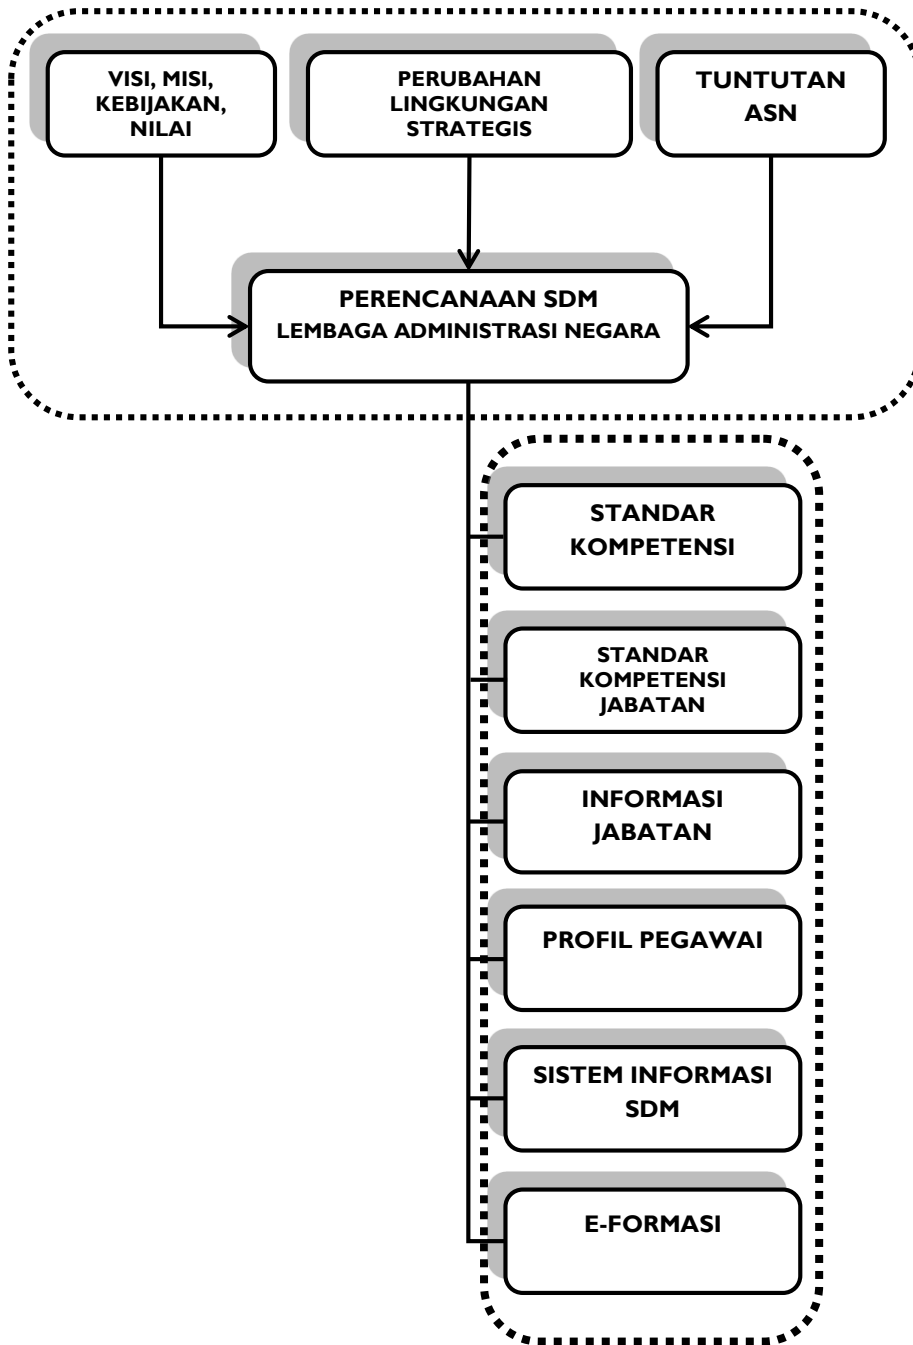 VISI, MISI,
KEBIJAKAN,
NILAI
PERUBAHAN
LINGKUNGAN
STRATEGIS
TUNTUTAN
ASN
PERENCANAAN SDM
LEMBAGA ADMINISTRASI NEGARA
STANDAR
KOMPETENSI
STANDAR
KOMPETENSI
JABATAN
INFORMASI
JABATAN
PROFIL PEGAWAI
SISTEM INFORMASI
SDM
E-FORMASI